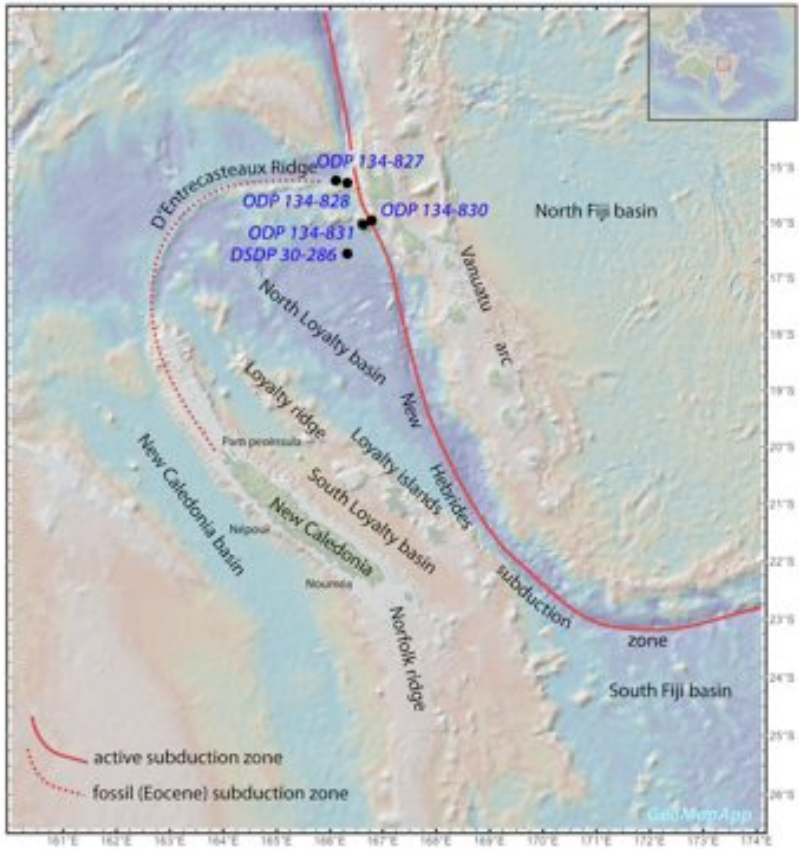 ODP 134-827
D'Entrecasteaux Ridge
15°S
ODP 134-828
ODP 134-830
North Fiji basin
16°S
ODP 134-831
DSDP 30-286
17°S
Vanuatu
arc
North Loyalty basin
18°S
19°S
New
Hebrides
subduction
zone
Loyalty ridge
20°S
Pam peninsula
Loyalty islands
New Caledonia basin
South Loyalty basin
21°S
New Caledonia
Népoui
22°S
Nouméa
23°S
Norfolk ridge
24°S
South Fiji basin
25°S
active subduction zone
fossil (Eocene) subduction zone
26°S
GeoMapApp
161°E 162°E 163°E 164°E 165°E 166°E 167°E 168°E 169°E 170°E 171°E 172°E 173°E 174°E